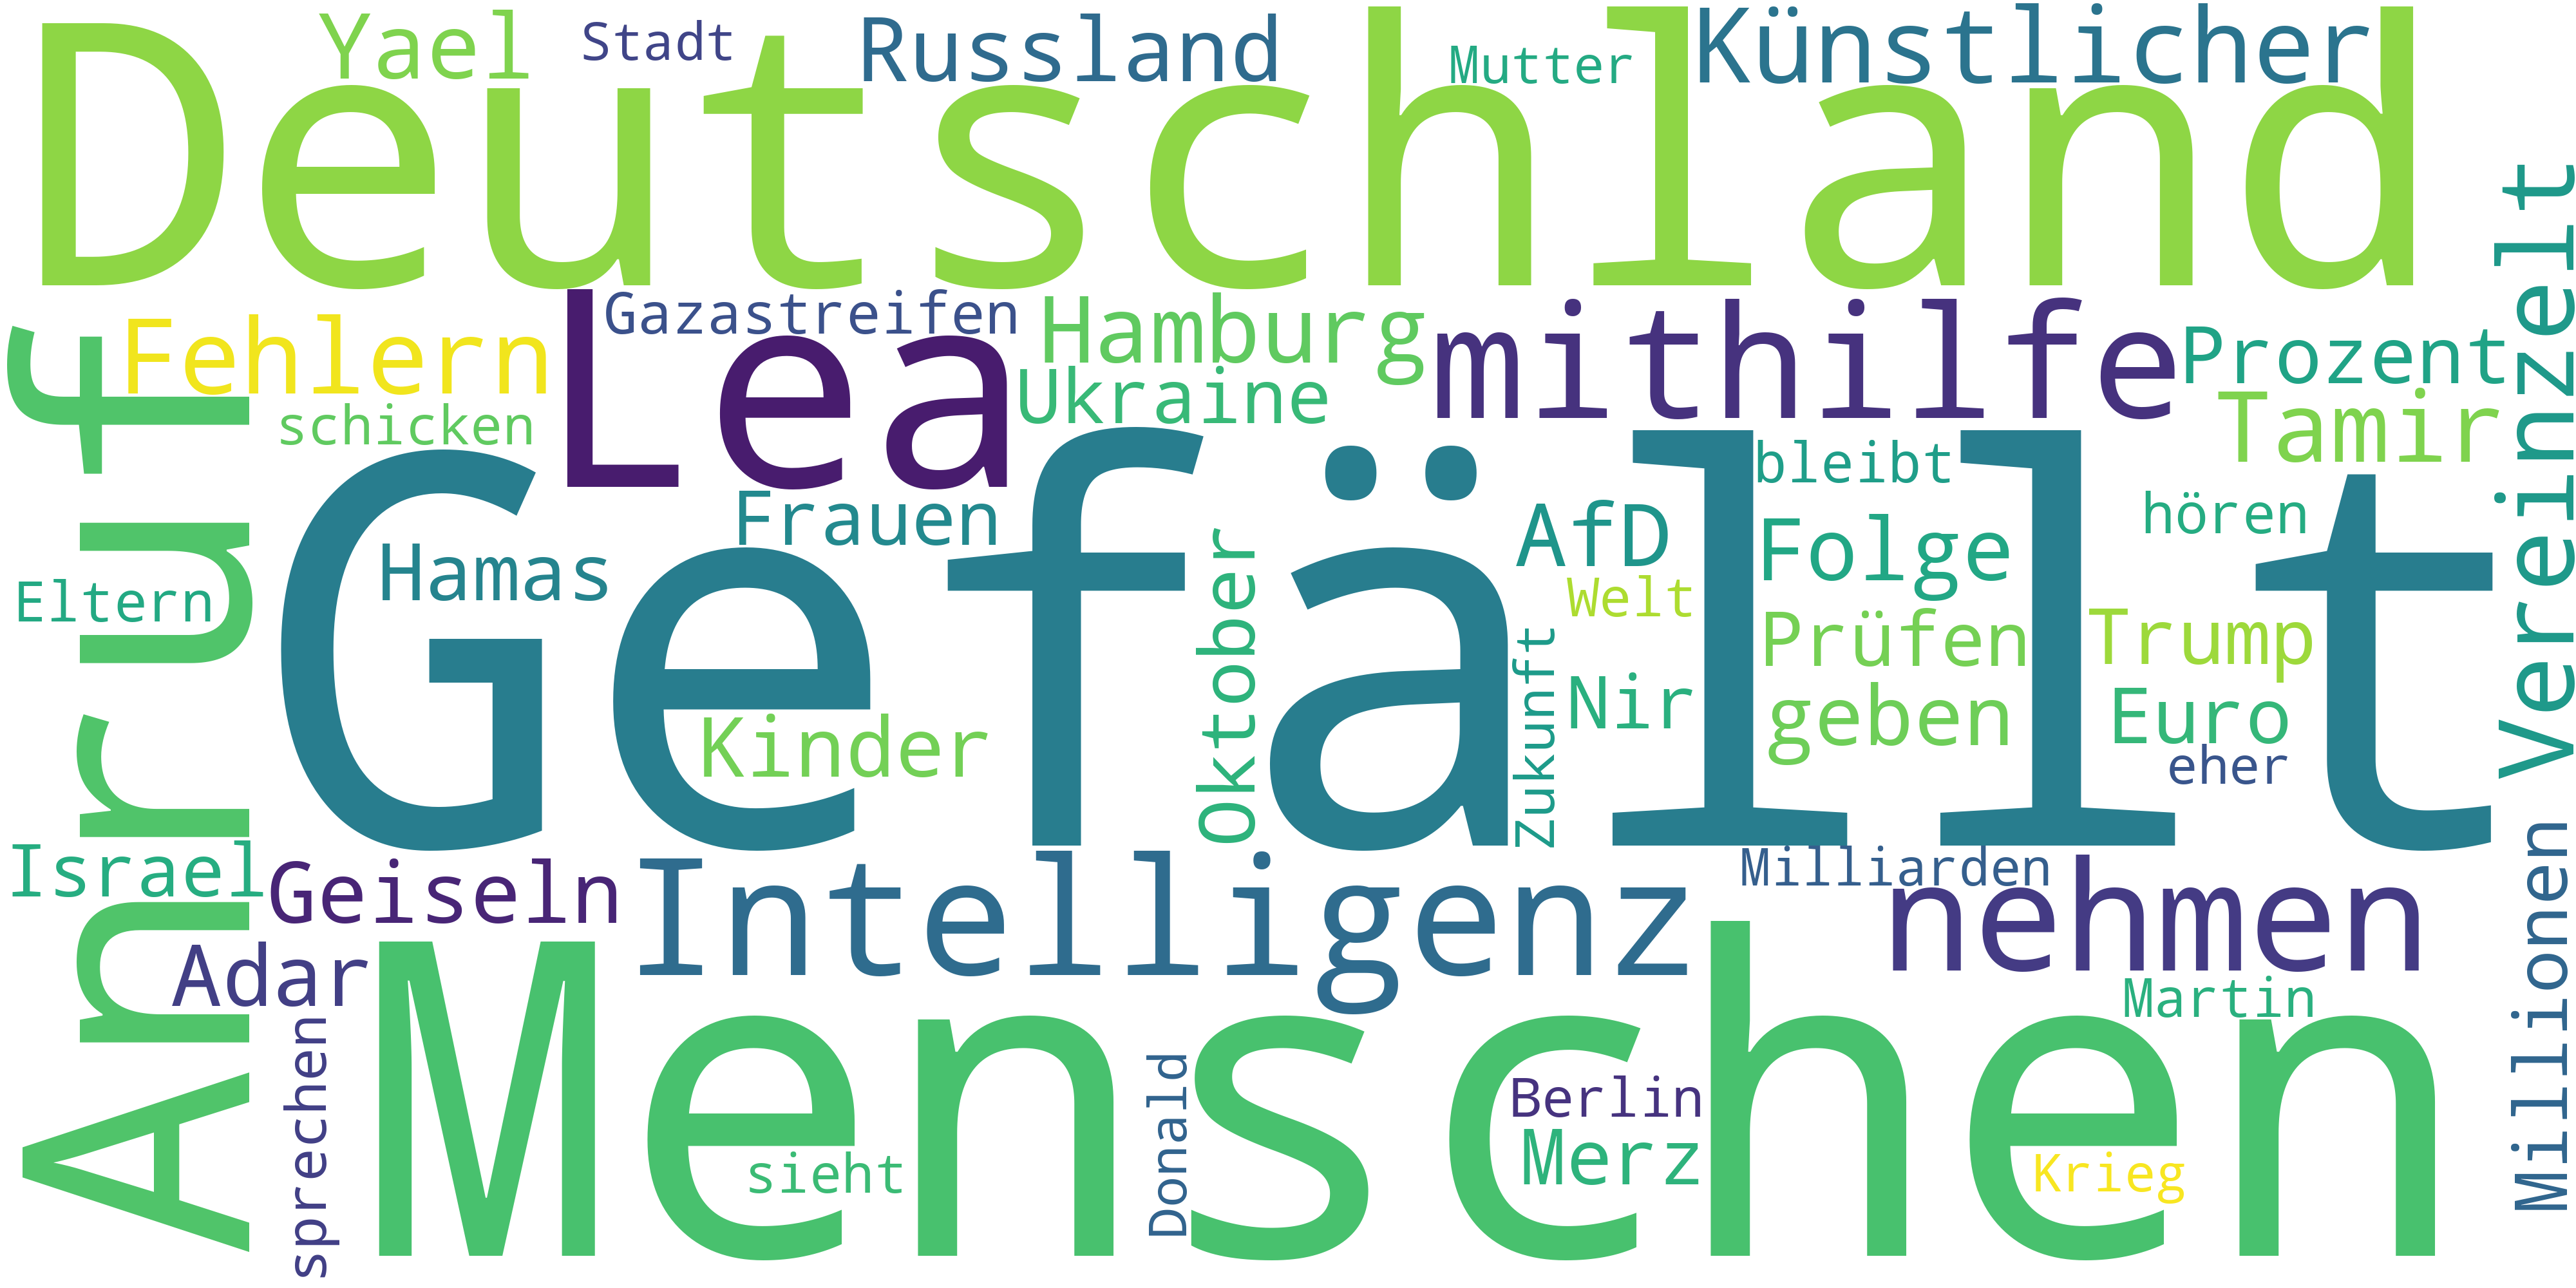 Deutschland
Yael
Stadt
Russland
Mutter
Künstlicher
Vereinzelt
Gazastreifen
Lea
Hamburg
mithilfe
Fehlern
Prozent
Ukraine
Tamir
schicken
Anruf
Gefällt
bleibt
Frauen
AfD
Folge
hören
Hamas
Oktober
Welt
Eltern
Prüfen
Trump
Zukunft
Nir
Kinder
geben
Euro
eher
Israel
Geiseln
Intelligenz
Milliarden
nehmen
Millionen
Adar
Menschen
Martin
sprechen
Donald
Berlin
Merz
sieht
Krieg